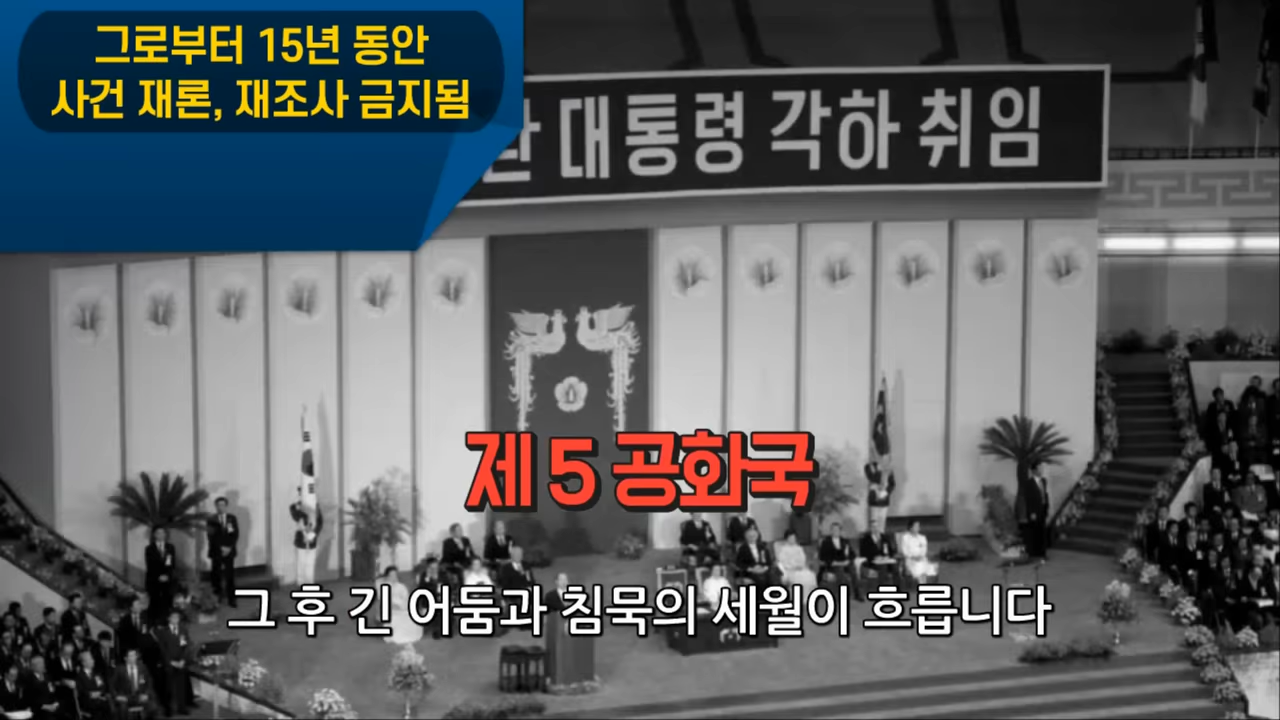 그로부터 15년 동안
사건 재론, 재조사 금지됨
대통령 각하 취임
제 5 공화국
그 후 긴 어둠과 침묵의 세월이 흐릅니다